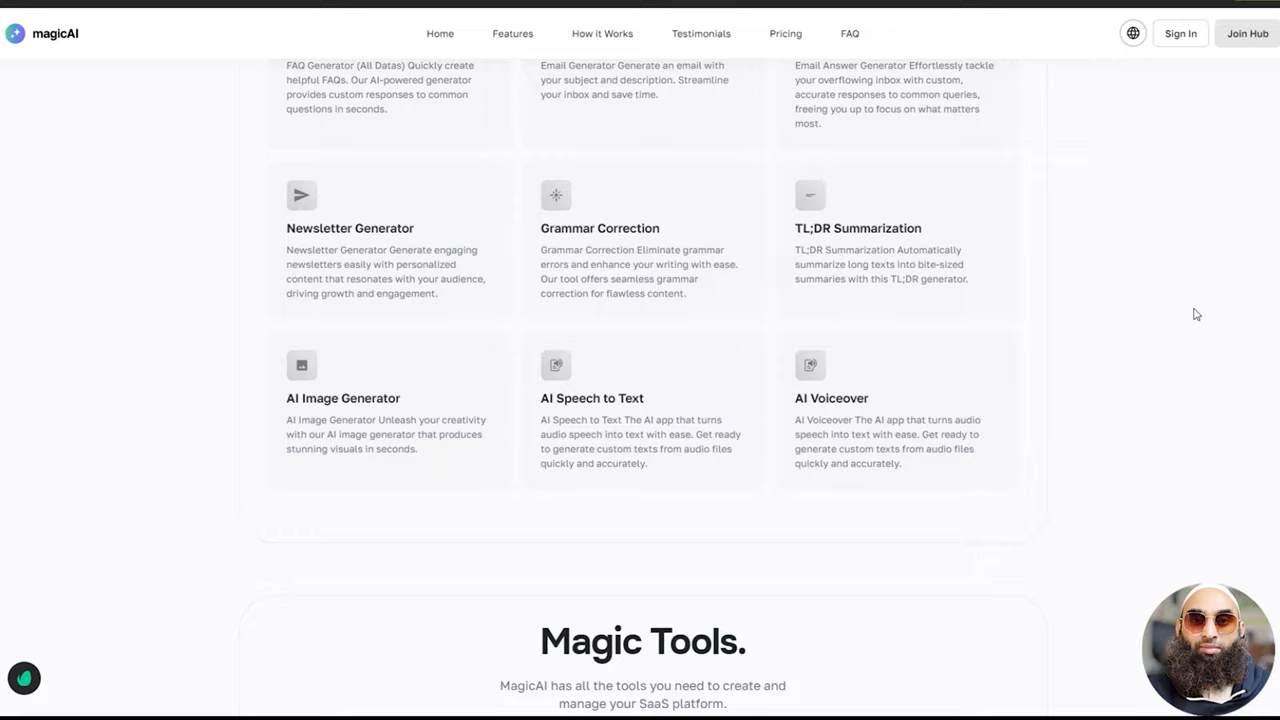 magicAI
Home
Features
How it Works
Testimonials
Pricing
FAQ
Sign In
Join Hub
FAQ Generator (All Datas) Quickly create
helpful FAQs. Our AI-powered generator
provides custom responses to common
questions in seconds.
Email Generator Generate an email with
your subject and description. Streamline
your inbox and save time.
Email Answer Generator Effortlessly tackle
your overflowing inbox with custom,
accurate responses to common queries,
freeing you up to focus on what matters
most.
Newsletter Generator
Newsletter Generator Generate engaging
newsletters easily with personalized
content that resonates with your audience,
driving growth and engagement.
Grammar Correction
Grammar Correction Eliminate grammar
errors and enhance your writing with ease.
Our tool offers seamless grammar
correction for flawless content.
TL;DR Summarization
TL;DR Summarization Automatically
summarize long texts into bite-sized
summaries with this TL;DR generator.
AI Image Generator
AI Image Generator Unleash your creativity
with our AI image generator that produces
stunning visuals in seconds.
AI Speech to Text
AI Speech to Text The AI app that turns
audio speech into text with ease. Get ready
to generate custom texts from audio files
quickly and accurately.
AI Voiceover
AI Voiceover The AI app that turns audio
speech into text with ease. Get ready to
generate custom texts from audio files
quickly and accurately.
Magic Tools.
MagicAI has all the tools you need to create and
manage your SaaS platform.